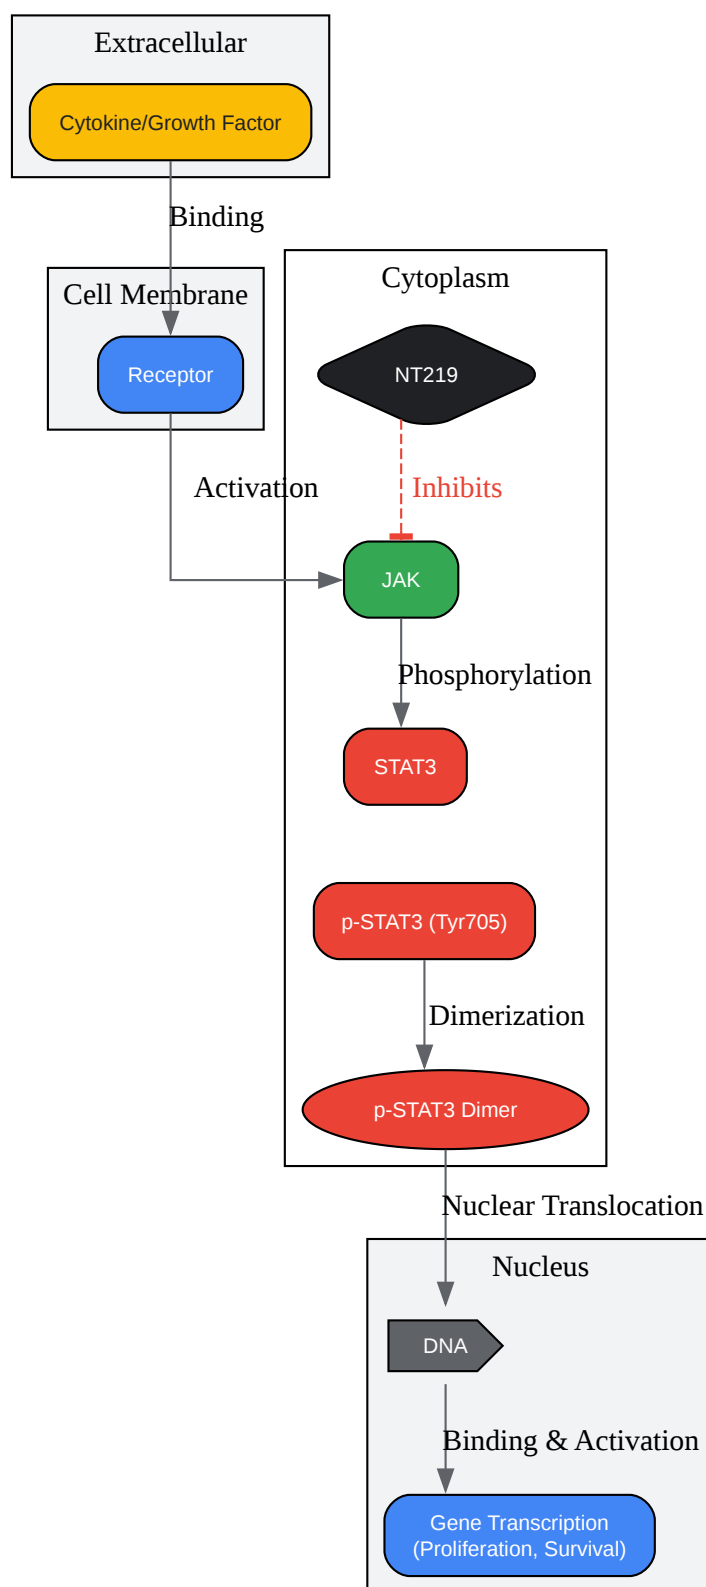 Extracellular
Cytokine/Growth Factor
Binding
Cell Membrane
Receptor
Cytoplasm
NT219
Activation
Inhibits
JAK
Phosphorylation
STAT3
p-STAT3 (Tyr705)
Dimerization
p-STAT3 Dimer
Nuclear Translocation
Nucleus
DNA
Binding & Activation
Gene Transcription
(Proliferation, Survival)